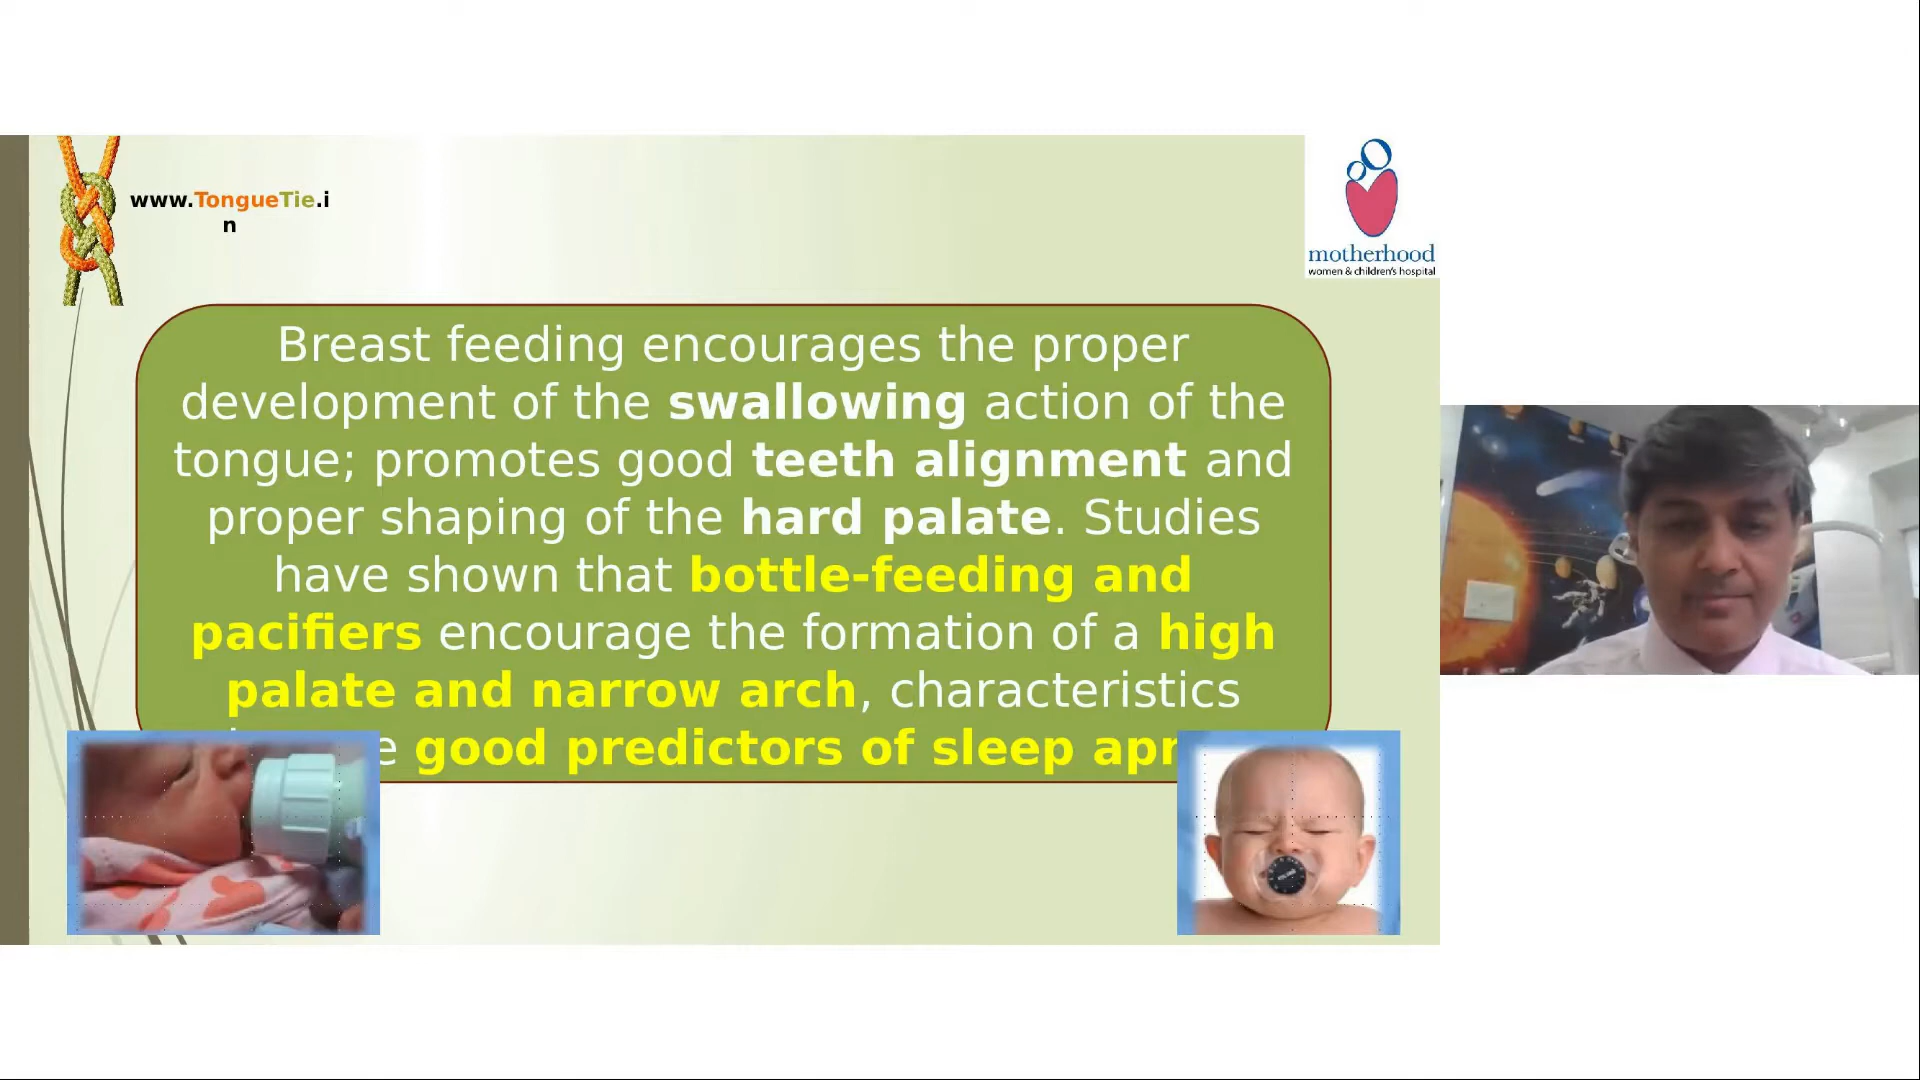 www.TongueTie.i
n
motherhood
women & children's hospital
Breast feeding encourages the proper
development of the swallowing action of the
tongue; promotes good teeth alignment and
proper shaping of the hard palate. Studies
have shown that bottle-feeding and
pacifiers encourage the formation of a high
palate and narrow arch, characteristics
good predictors of sleep